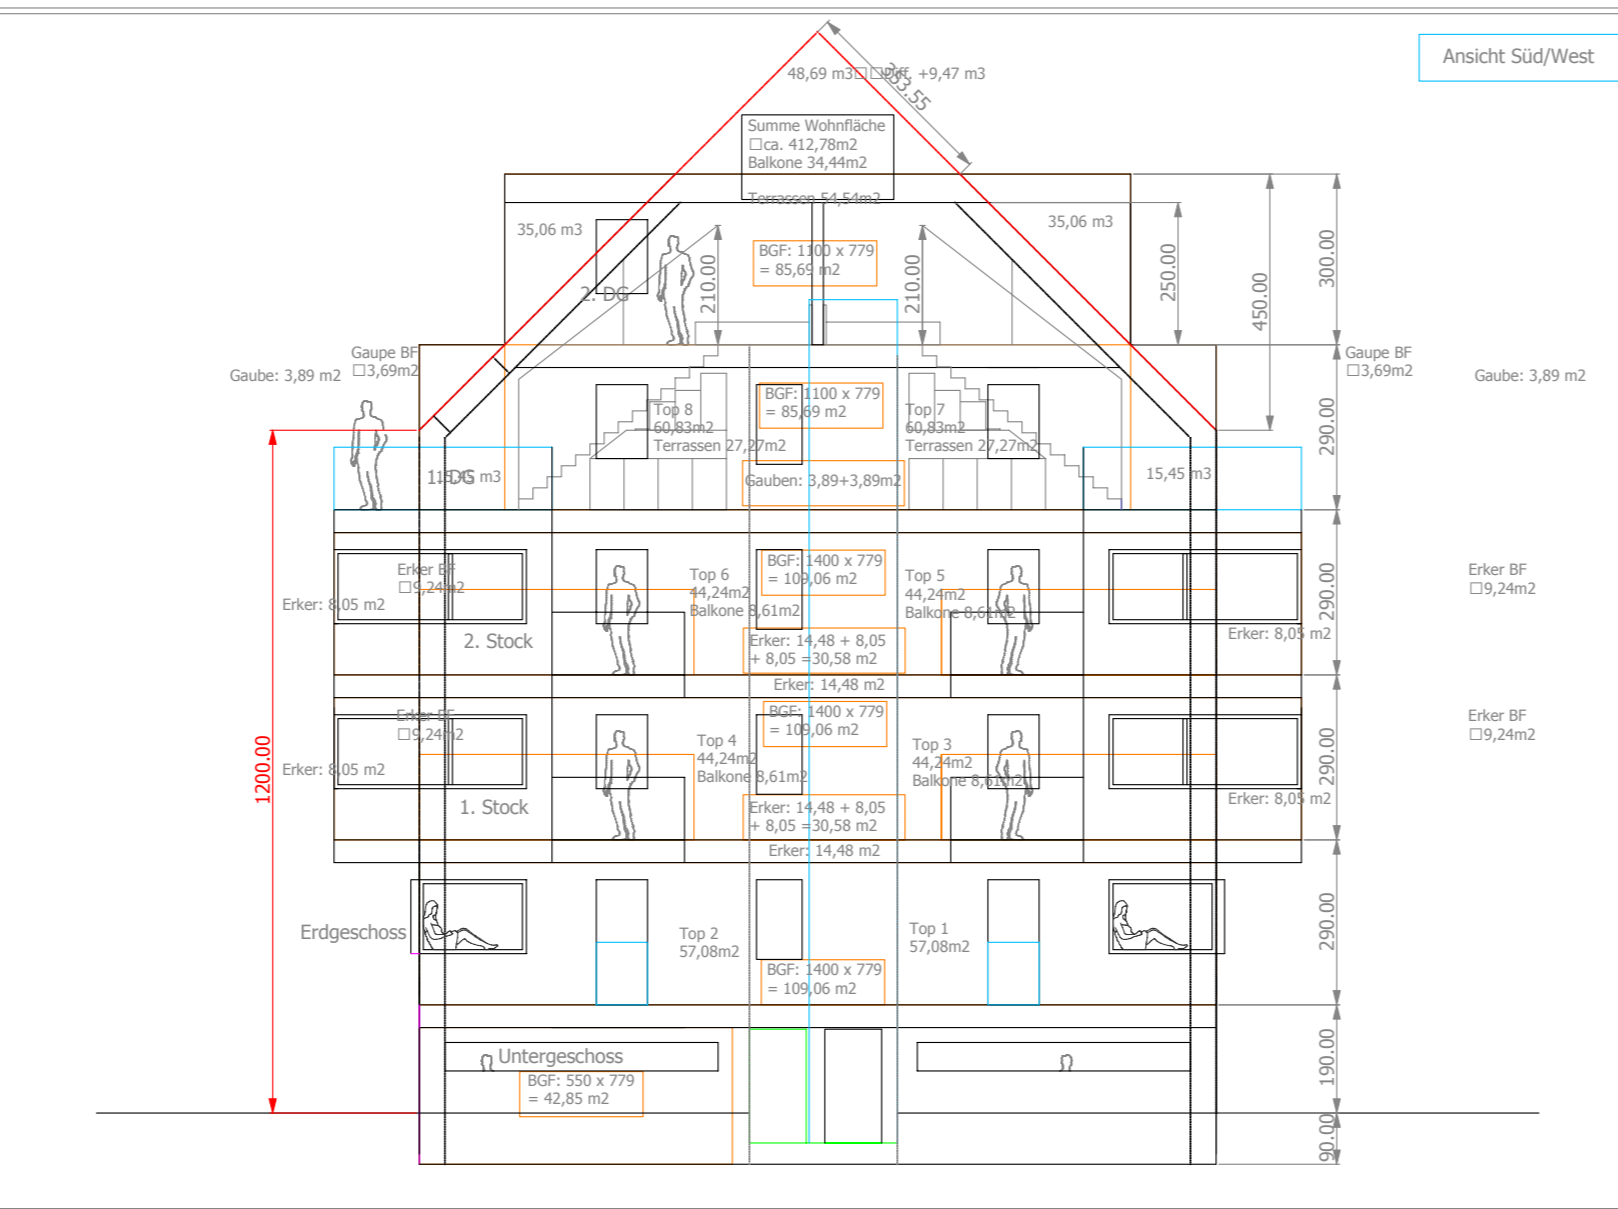 Ansicht Süd/West
48,69 m3□□Diff. +9,47 m3
353.55
Summe Wohnfläche
□ca. 412,78m2
Balkone 34,44m2
Terrassen 54,54m2
35,06 m3
35,06 m3
BGF: 1100 x 779
= 85,69 m2
2. DG
210.00
210.00
250.00
450.00
300.00
Gaupe BF
□3,69m2
Gaube: 3,89 m2
Gaupe BF
□3,69m2
Gaube: 3,89 m2
BGF: 1100 x 779
= 85,69 m2
Top 8
60,83m2
Terrassen 27,27m2
Top 7
60,83m2
Terrassen 27,27m2
290.00
1. DG
15,45 m3
Gauben: 3,89+3,89m2
15,45 m3
Erker BF
□9,24m2
Erker: 8,05 m2
2. Stock
Top 6
44,24m2
Balkone 8,61m2
BGF: 1400 x 779
= 109,06 m2
Erker: 14,48 + 8,05
+ 8,05 =30,58 m2
Erker: 14,48 m2
Top 5
44,24m2
Balkone 8,61m2
Erker: 8,05 m2
290.00
Erker BF
□9,24m2
Erker BF
□9,24m2
Erker: 8,05 m2
1. Stock
1200.00
Top 4
44,24m2
Balkone 8,61m2
BGF: 1400 x 779
= 109,06 m2
Erker: 14,48 + 8,05
+ 8,05 =30,58 m2
Erker: 14,48 m2
Top 3
44,24m2
Balkone 8,61m2
Erker: 8,05 m2
290.00
Erker BF
□9,24m2
Erdgeschoss
Top 2
57,08m2
Top 1
57,08m2
BGF: 1400 x 779
= 109,06 m2
290.00
Untergeschoss
BGF: 550 x 779
= 42,85 m2
190.00
90.00